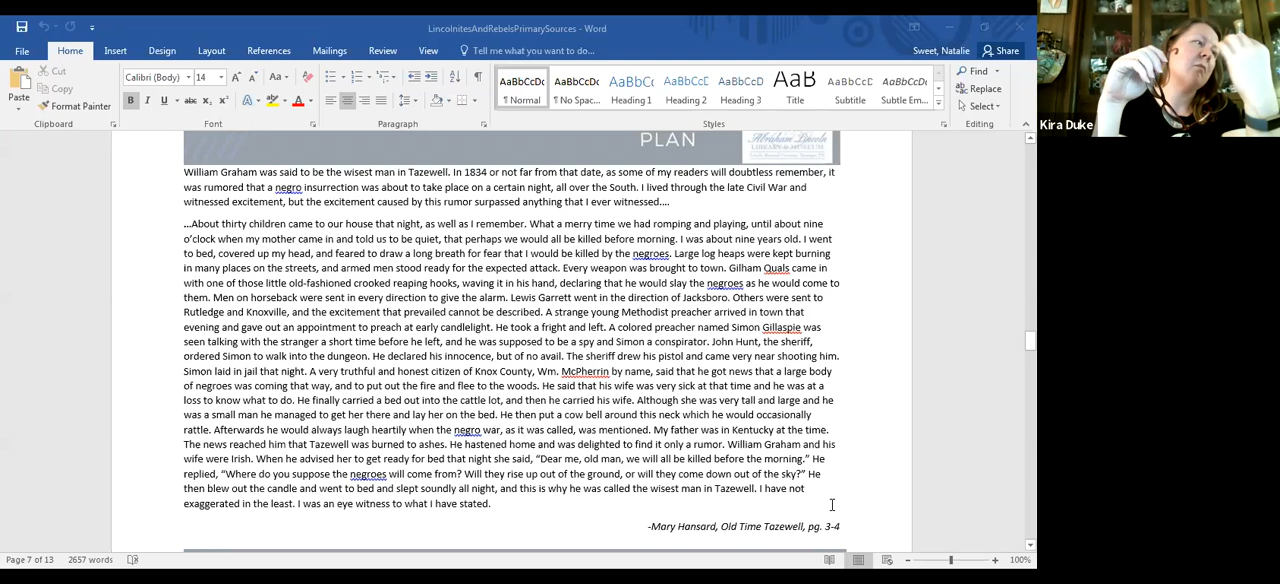 LincolnitesAndRebelsPrimarySources - Word
Sweet, Natalie
Share
File
Home
Insert
Design
Layout
References
Mailings
Review
View
Tell me what you want to do...
Paste
Cut
Copy
Format Painter
Clipboard
Calibri (Body)
14
Font
Paragraph
AaBbCcDc
¶ Normal
AaBbCcDc
¶ No Spac...
AaBbCc
Heading 1
AaBbCcC
Heading 2
AaBbCcD
Heading 3
AaB
Title
AaBbCcD
Subtitle
AaBbCcDc
Subtle Em...
Styles
Find
Replace
Select
Editing
Kira Duke
PLAN
Abraham Lincoln
LIBRARY & MUSEUM
William Graham was said to be the wisest man in Tazewell. In 1834 or not far from that date, as some of my readers will doubtless remember, it
was rumored that a negro insurrection was about to take place on a certain night, all over the South. I lived through the late Civil War and
witnessed excitement, but the excitement caused by this rumor surpassed anything that I ever witnessed....
...About thirty children came to our house that night, as well as I remember. What a merry time we had romping and playing, until about nine
o'clock when my mother came in and told us to be quiet, that perhaps we would all be killed before morning. I was about nine years old. I went
to bed, covered up my head, and feared to draw a long breath for fear that I would be killed by the negroes. Large log heaps were kept burning
in many places on the streets, and armed men stood ready for the expected attack. Every weapon was brought to town. Gilham Quals came in
with one of those little old-fashioned crooked reaping hooks, waving it in his hand, declaring that he would slay the negroes as he would come to
them. Men on horseback were sent in every direction to give the alarm. Lewis Garrett went in the direction of Jacksboro. Others were sent to
Rutledge and Knoxville, and the excitement that prevailed cannot be described. A strange young Methodist preacher arrived in town that
evening and gave out an appointment to preach at early candlelight. He took a fright and left. A colored preacher named Simon Gillaspie was
seen talking with the stranger a short time before he left, and he was supposed to be a spy and Simon a conspirator. John Hunt, the sheriff,
ordered Simon to walk into the dungeon. He declared his innocence, but of no avail. The sheriff drew his pistol and came very near shooting him.
Simon laid in jail that night. A very truthful and honest citizen of Knox County, Wm. McPherrin by name, said that he got news that a large body
of negroes was coming that way, and to put out the fire and flee to the woods. He said that his wife was very sick at that time and he was at a
loss to know what to do. He finally carried a bed out into the cattle lot, and then he carried his wife. Although she was very tall and large and he
was a small man he managed to get her there and lay her on the bed. He then put a cow bell around this neck which he would occasionally
rattle. Afterwards he would always laugh heartily when the negro war, as it was called, was mentioned. My father was in Kentucky at the time.
The news reached him that Tazewell was burned to ashes. He hastened home and was delighted to find it only a rumor. William Graham and his
wife were Irish. When he advised her to get ready for bed that night she said, “Dear me, old man, we will all be killed before the morning.” He
replied, “Where do you suppose the negroes will come from? Will they rise up out of the ground, or will they come down out of the sky?” He
then blew out the candle and went to bed and slept soundly all night, and this is why he was called the wisest man in Tazewell. I have not
exaggerated in the least. I was an eye witness to what I have stated.
-Mary Hansard, Old Time Tazewell, pg. 3-4
Page 7 of 13
2657 words
100%